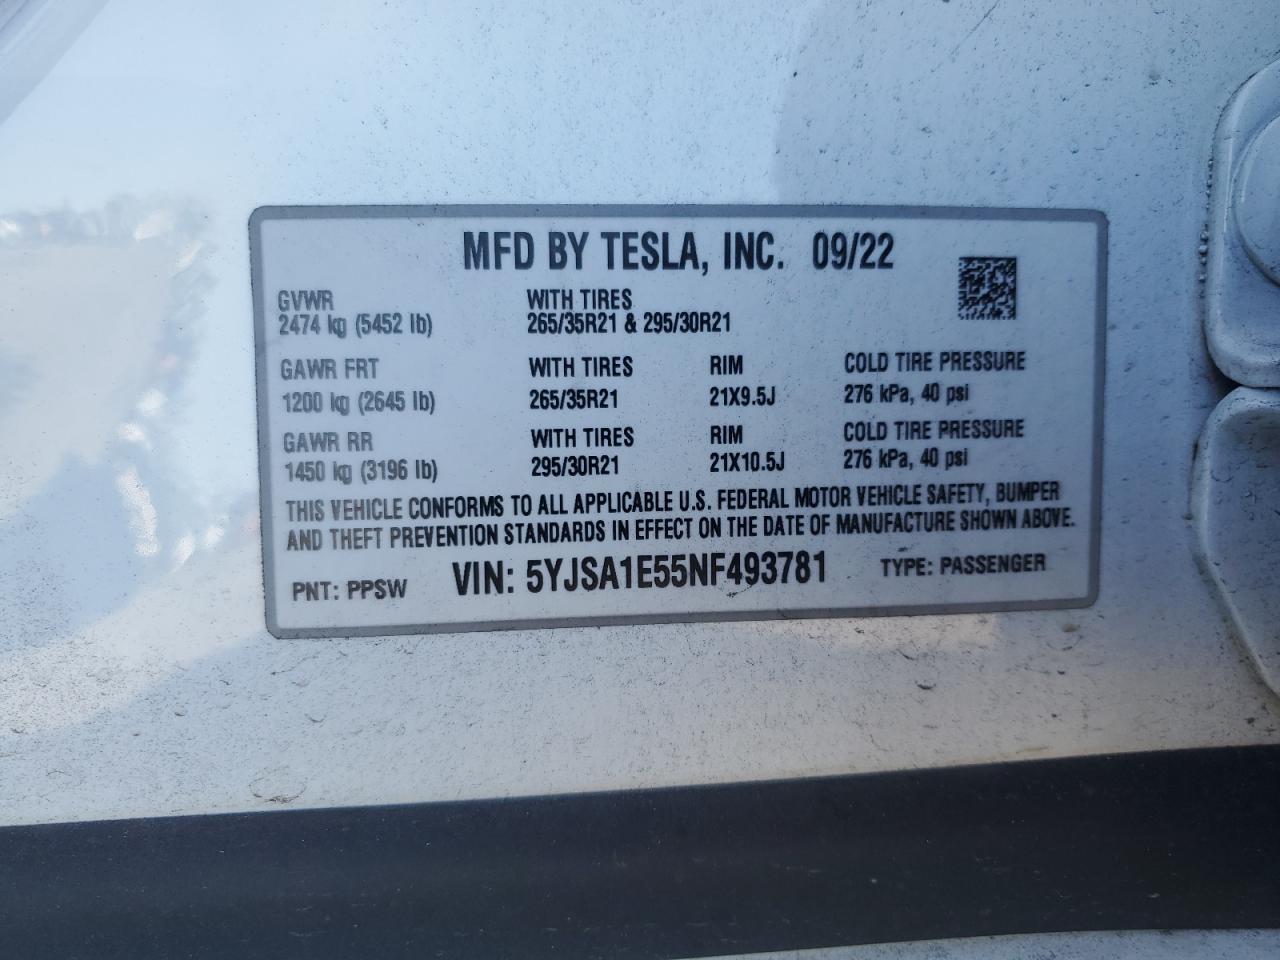 MFD BY TESLA, INC. 09/22
GVWR WITH TIRES
2474 kg (5452 lb) 265/35R21 & 295/30R21
GAWR FRT WITH TIRES RIM COLD TIRE PRESSURE
1200 kg (2645 lb) 265/35R21 21X9.5J 276 kPa, 40 psi
GAWR RR WITH TIRES RIM COLD TIRE PRESSURE
1450 kg (3196 lb) 295/30R21 21X10.5J 276 kPa, 40 psi
THIS VEHICLE CONFORMS TO ALL APPLICABLE U.S. FEDERAL MOTOR VEHICLE SAFETY, BUMPER
AND THEFT PREVENTION STANDARDS IN EFFECT ON THE DATE OF MANUFACTURE SHOWN ABOVE.
PNT: PPSW VIN: 5YJSA1E55NF493781 TYPE: PASSENGER